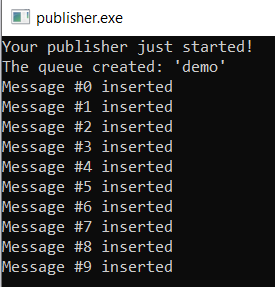 publisher.exe
Your publisher just started!
The queue created: 'demo'
Message #0 inserted
Message #1 inserted
Message #2 inserted
Message #3 inserted
Message #4 inserted
Message #5 inserted
Message #6 inserted
Message #7 inserted
Message #8 inserted
Message #9 inserted